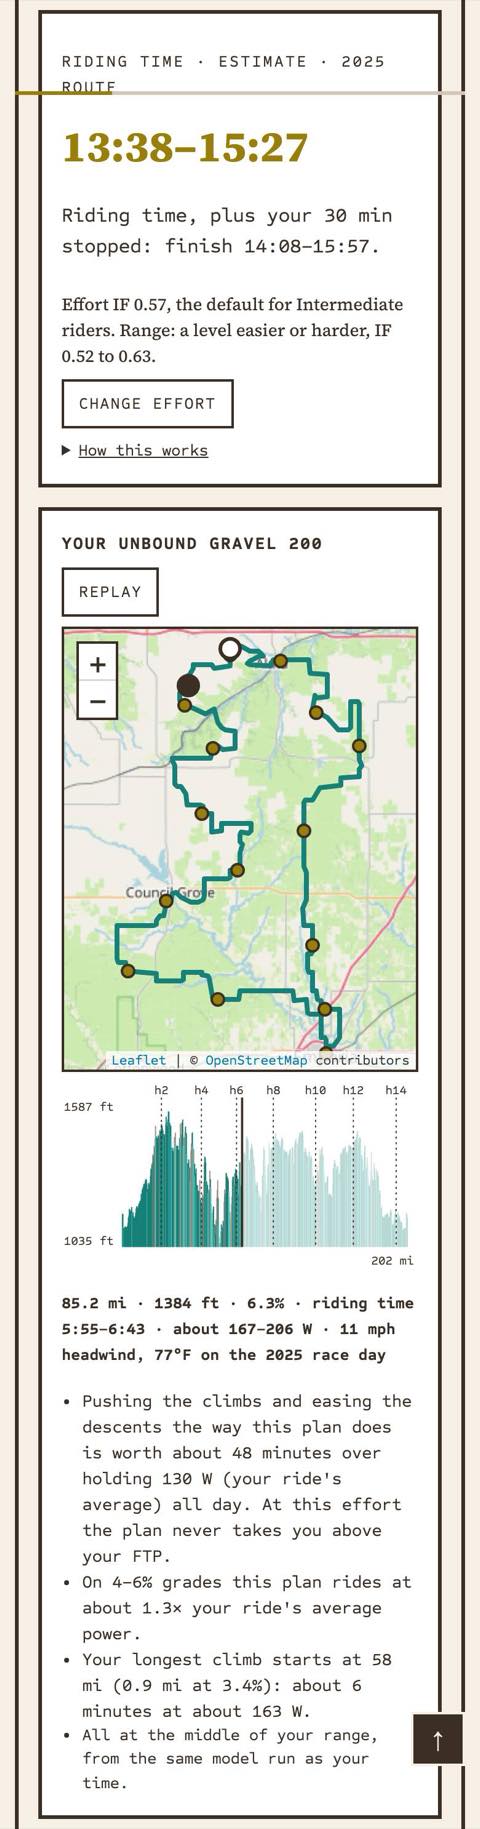 RIDING TIME · ESTIMATE · 2025
ROUTE
13:38–15:27
Riding time, plus your 30 min
stopped: finish 14:08–15:57.
Effort IF 0.57, the default for Intermediate
riders. Range: a level easier or harder, IF
0.52 to 0.63.
CHANGE EFFORT
▶ How this works
YOUR UNBOUND GRAVEL 200
REPLAY
+
−
Council Grove
Leaflet | © OpenStreetMap contributors
h2 h4 h6 h8 h10 h12 h14
1587 ft
1035 ft
202 mi
85.2 mi · 1384 ft · 6.3% · riding time
5:55–6:43 · about 167–206 W · 11 mph
headwind, 77°F on the 2025 race day
• Pushing the climbs and easing the
descents the way this plan does
is worth about 48 minutes over
holding 130 W (your ride's
average) all day. At this effort
the plan never takes you above
your FTP.
• On 4–6% grades this plan rides at
about 1.3× your ride's average
power.
• Your longest climb starts at 58
mi (0.9 mi at 3.4%): about 6
minutes at about 163 W.
• All at the middle of your range,
from the same model run as your
time.
↑